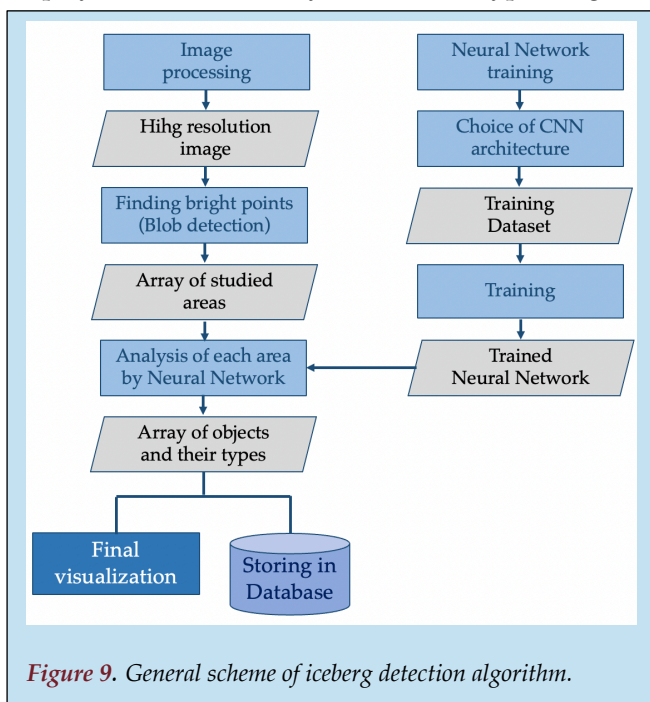 Image
processing
Hihg resolution
image
Finding bright points
(Blob detection)
Array of studied
areas
Analysis of each area
by Neural Network
Array of objects
and their types
Final
visualization
Storing in
Database
Neural Network
training
Choice of CNN
architecture
Training
Dataset
Training
Trained
Neural Network
Figure 9. General scheme of iceberg detection algorithm.